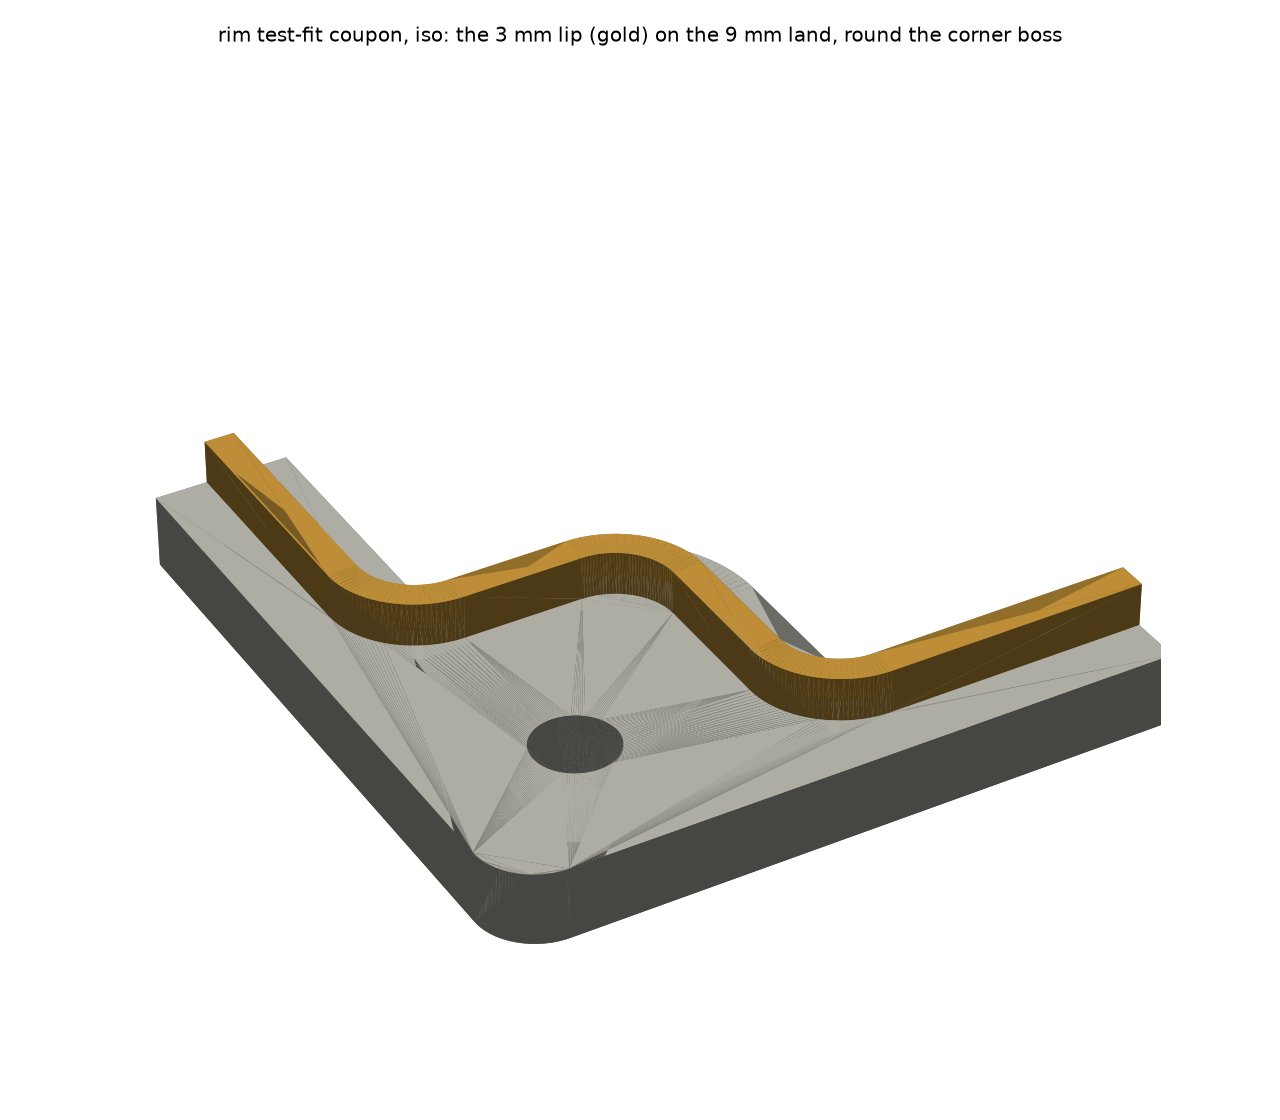 rim test-fit coupon, iso: the 3 mm lip (gold) on the 9 mm land, round the corner boss